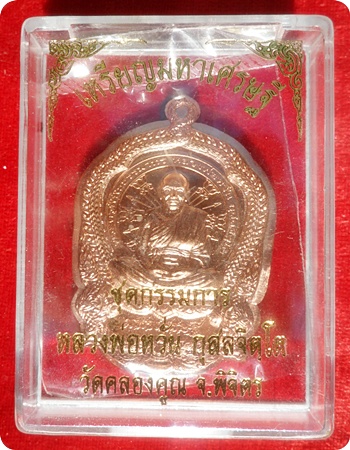 เหรียญมหาเศรษฐี
ชุดกรรมการ
หลวงพ่อหวั่น กุสลจิตฺโต
วัดคลองคูณ จ.พิจิตร